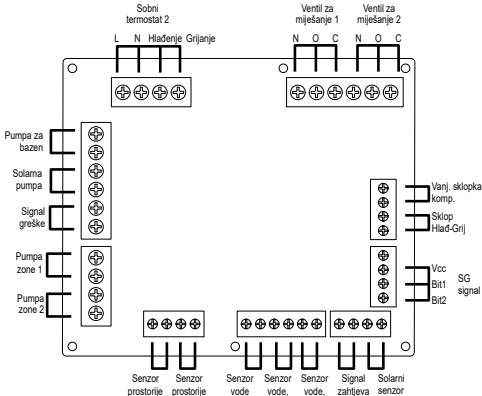 Sobni
termostat 2
L N Hlađenje Grijanje
Ventil za
miješanje 1
N O C
Ventil za
miješanje 2
N O C
Pumpa za
bazen
Solarna
pumpa
Signal
greške
Pumpa
zone 1
Pumpa
zone 2
Vanj. sklopka
komp.
Sklop
Hlađ-Grij
Vcc
Bit1
Bit2
SG
signal
Senzor
prostorije
Senzor
prostorije
Senzor
vode
Senzor
vode,
Senzor
vode,
Signal
zahtjeva
Solarni
senzor